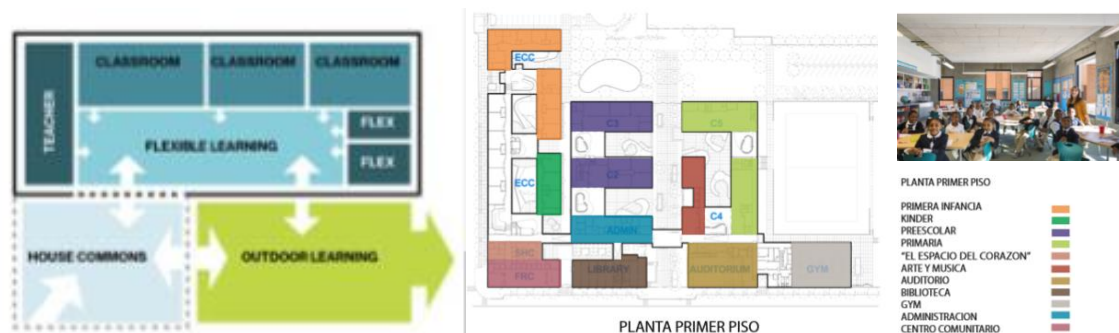 CLASSROOM
CLASSROOM
CLASSROOM
TEACHER
FLEXIBLE LEARNING
FLEX
FLEX
HOUSE COMMONS
OUTDOOR LEARNING
ECC
C3
C5
ECC
C2
C4
ADMIN
SHC
FRC
LIBRARY
AUDITORIUM
GYM
PLANTA PRIMER PISO
PLANTA PRIMER PISO
PRIMERA INFANCIA
KINDER
PREESCOLAR
PRIMARIA
"EL ESPACIO DEL CORAZON"
ARTE Y MUSICA
AUDITORIO
BIBLIOTECA
GYM
ADMINISTRACION
CENTRO COMUNITARIO